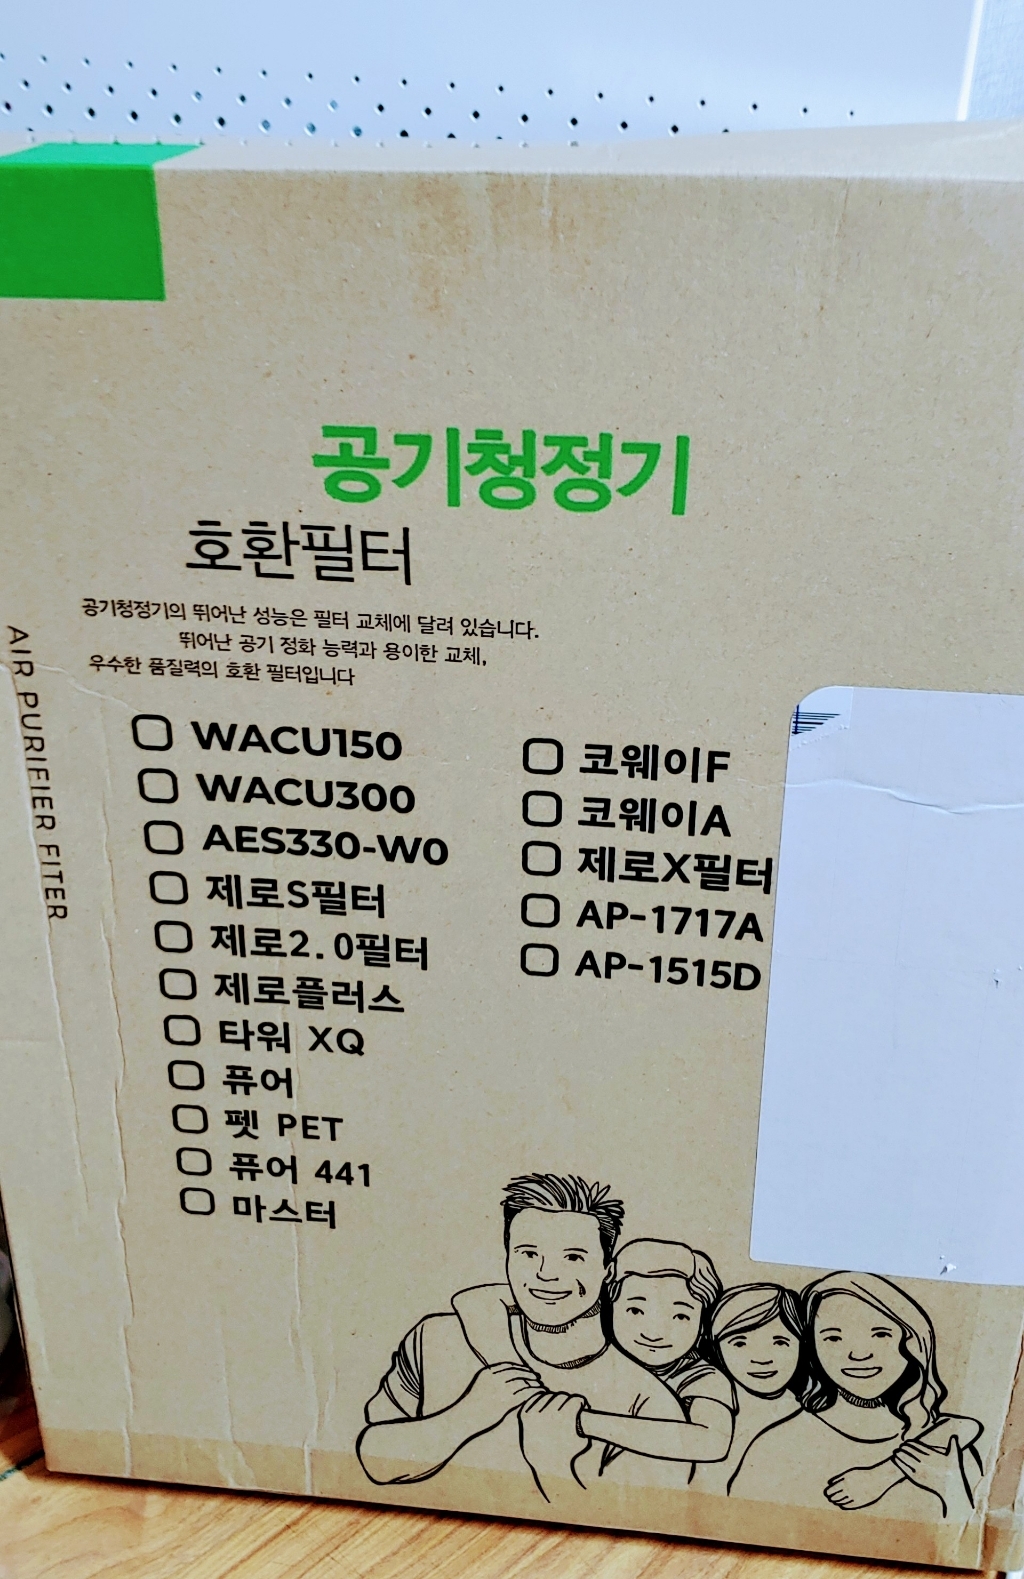 공기청정기
호환필터
공기청정기의 뛰어난 성능은 필터 교체에 달려 있습니다.
뛰어난 공기 정화 능력과 용이한 교체,
우수한 품질력의 호환 필터입니다
AIR PURIFIER FITER
WACU150
WACU300
AES330-W0
제로S필터
제로2.0필터
제로플러스
타워 XQ
퓨어
펫 PET
퓨어 441
마스터
코웨이F
코웨이A
제로X필터
AP-1717A
AP-1515D